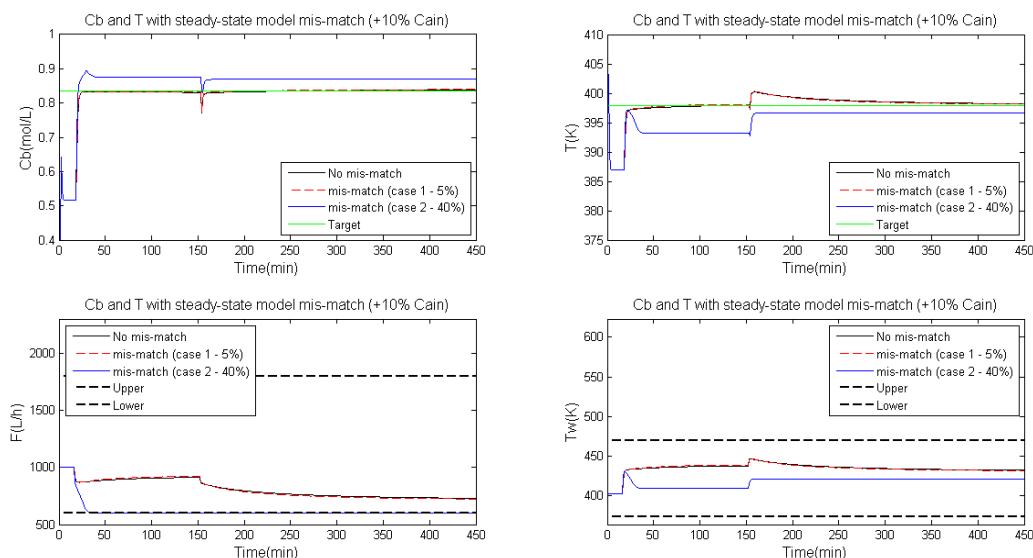 Cb and T with steady-state model mis-match (+10% Cain)
1
0.9
0.8
0.7
0.6
0.5
0.4
Cb(mol/L)
No mis-match
mis-match (case 1 - 5%)
mis-match (case 2 - 40%)
Target
0 50 100 150 200 250 300 350 400 450
Time(min)
Cb and T with steady-state model mis-match (+10% Cain)
410
405
400
395
390
385
380
375
T(K)
No mis-match
mis-match (case 1 - 5%)
mis-match (case 2 - 40%)
Target
0 50 100 150 200 250 300 350 400 450
Time(min)
Cb and T with steady-state model mis-match (+10% Cain)
2000
1500
1000
500
F(L/h)
No mis-match
mis-match (case 1 - 5%)
mis-match (case 2 - 40%)
Upper
Lower
0 50 100 150 200 250 300 350 400 450
Time(min)
Cb and T with steady-state model mis-match (+10% Cain)
600
550
500
450
400
Tw(K)
No mis-match
mis-match (case 1 - 5%)
mis-match (case 2 - 40%)
Upper
Lower
0 50 100 150 200 250 300 350 400 450
Time(min)